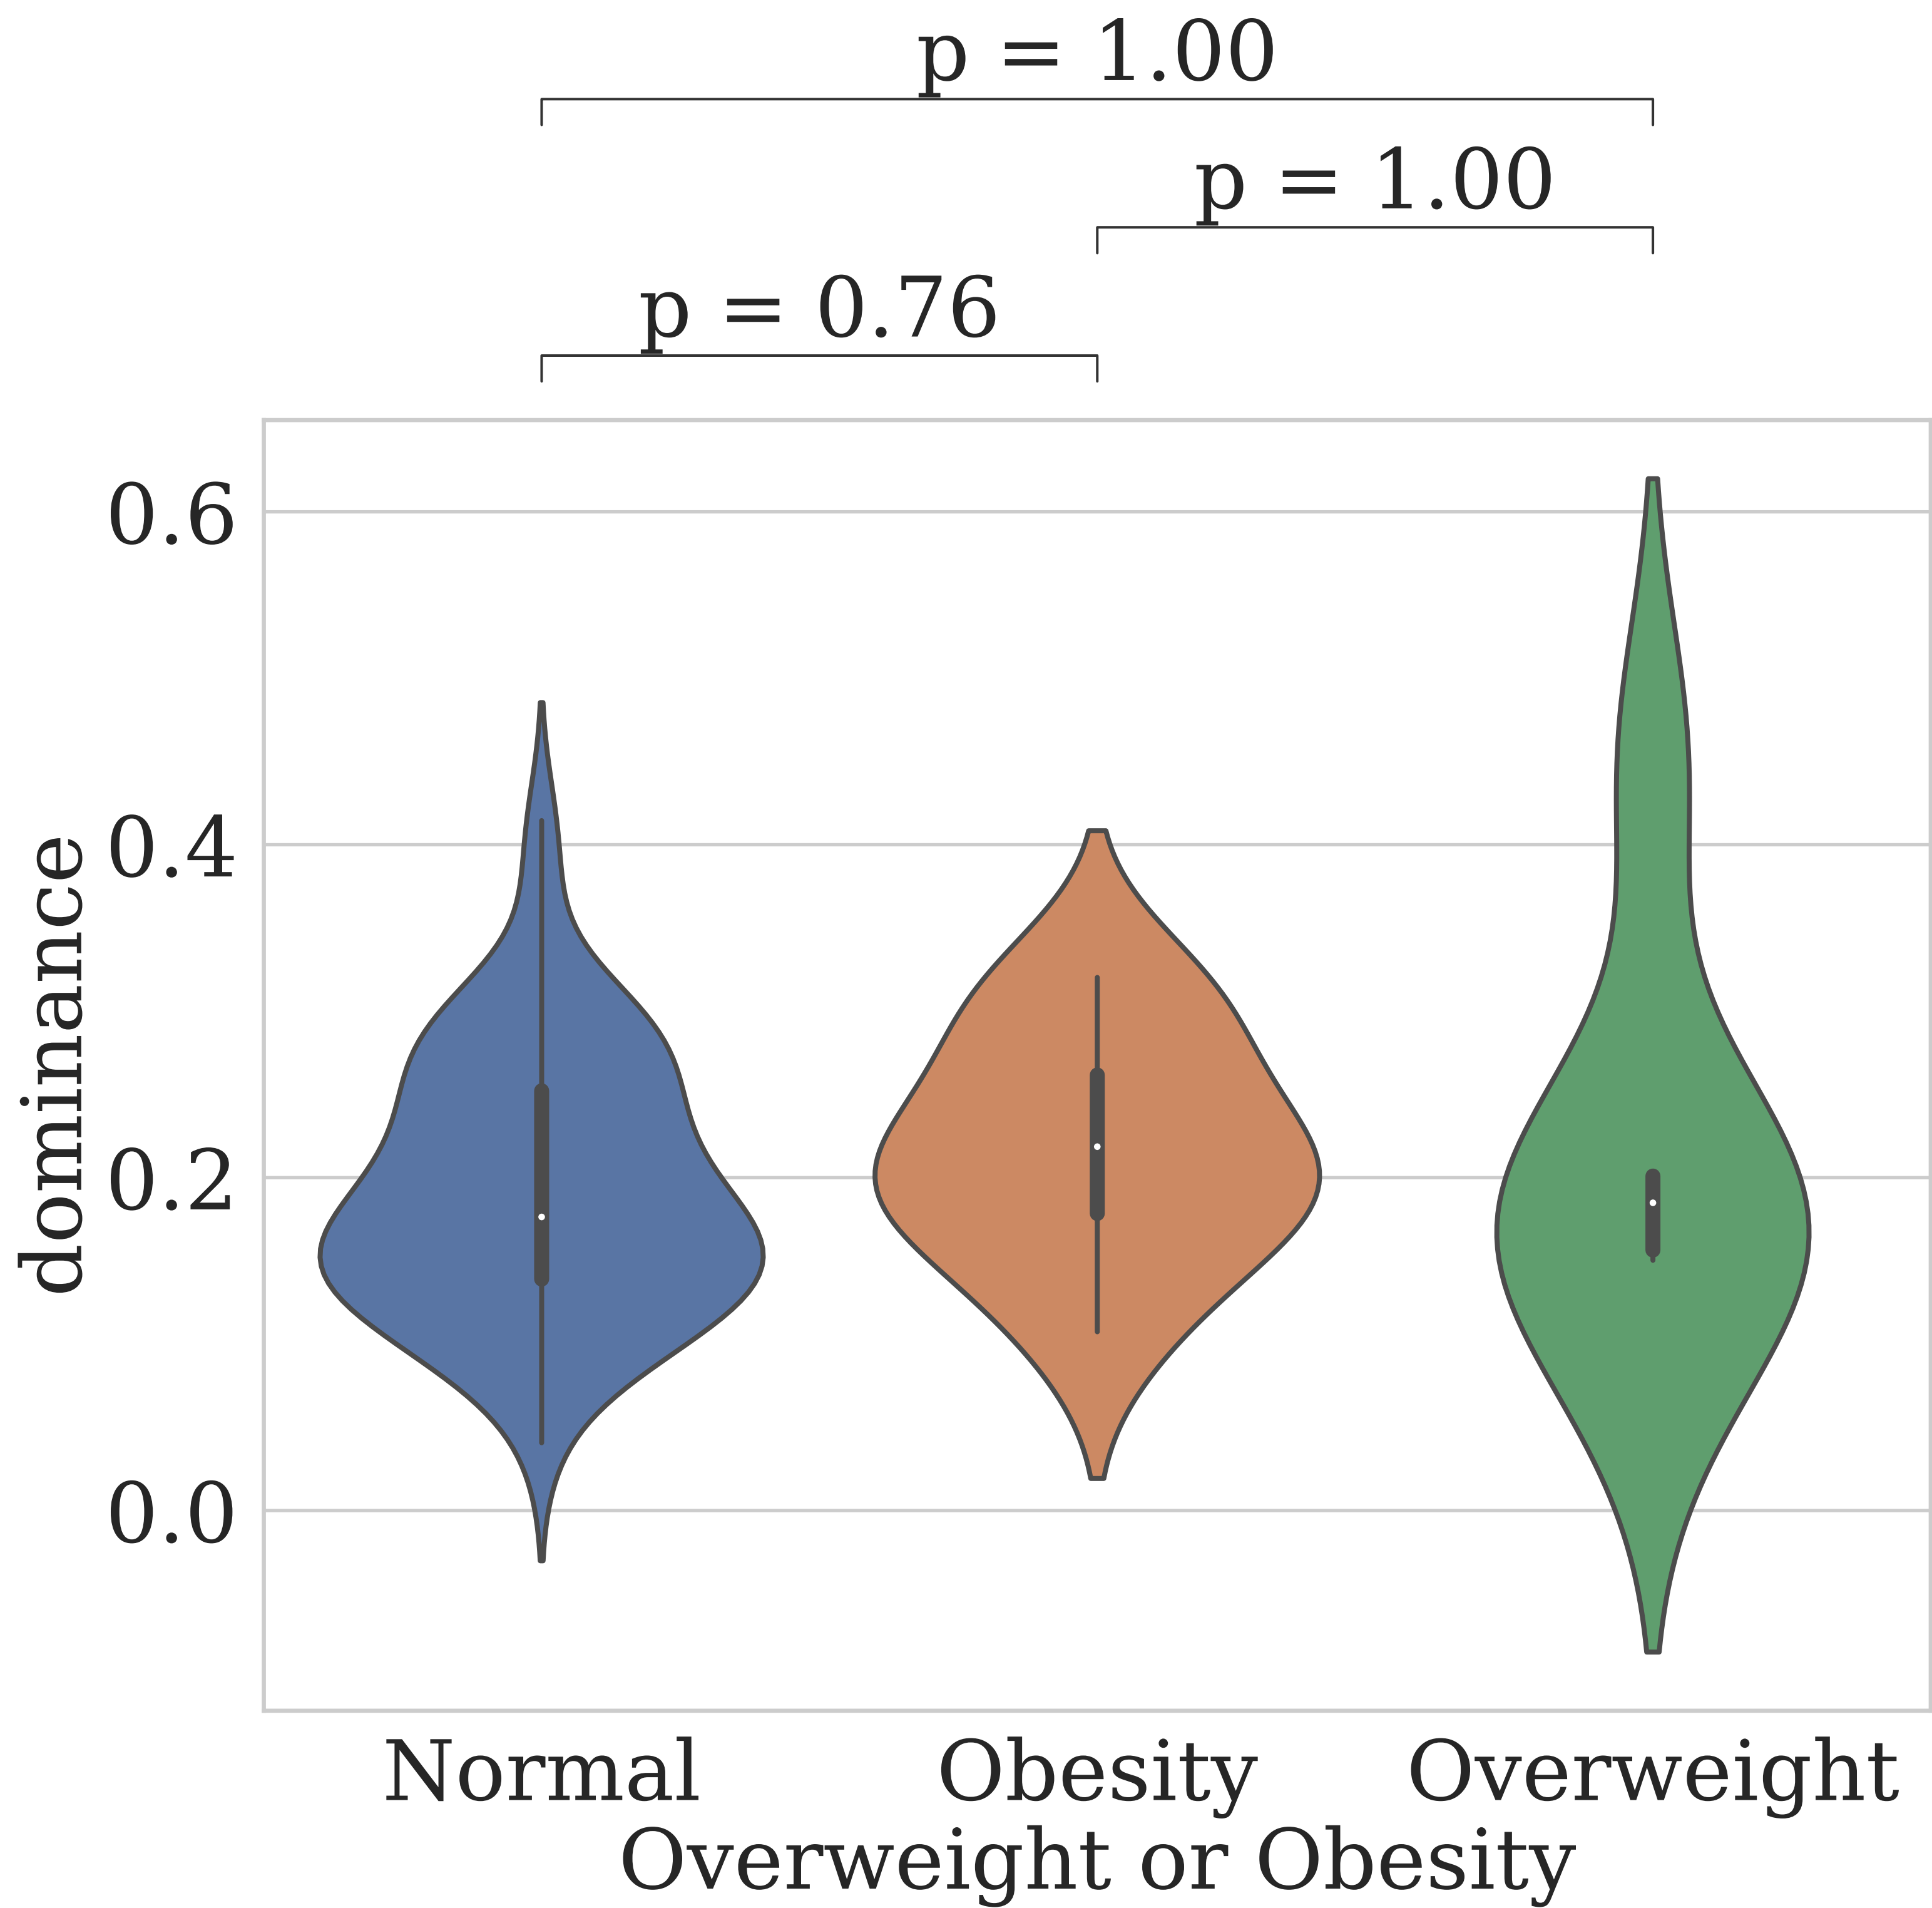 p = 1.00
p = 1.00
p = 0.76
0.6
0.4
0.2
0.0
dominance
Normal Obesity Overweight
Overweight or Obesity